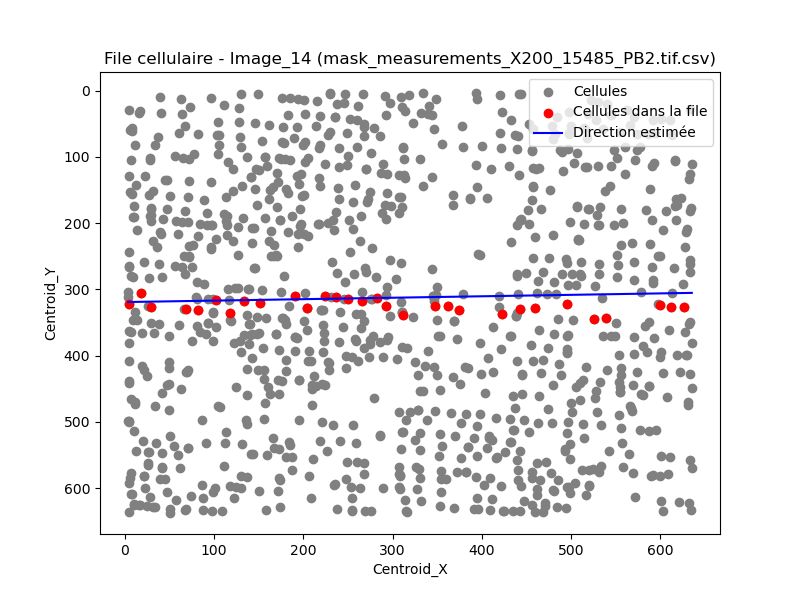 File cellulaire - Image_14 (mask_measurements_X200_15485_PB2.tif.csv)
Cellules
Cellules dans la file
Direction estimée
Centroid_Y
0
100
200
300
400
500
600
0 100 200 300 400 500 600
Centroid_X